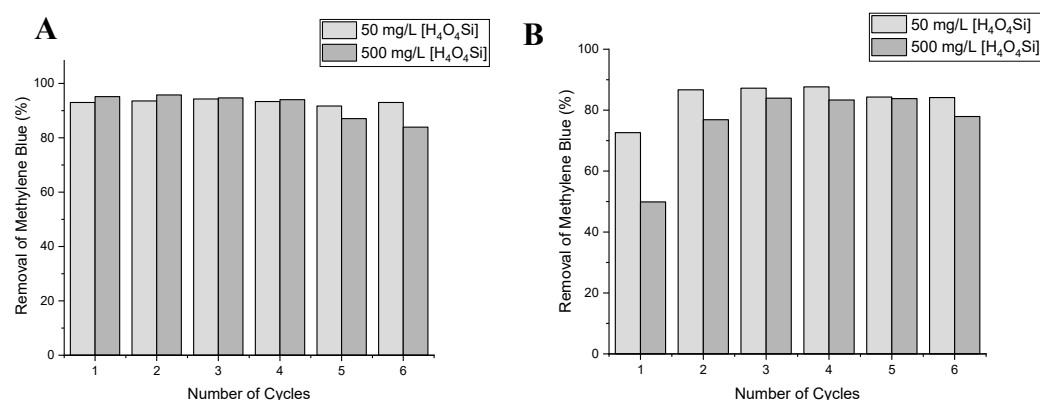 A
50 mg/L [H₄O₄Si]
500 mg/L [H₄O₄Si]
Removal of Methylene Blue (%)
100
80
60
40
20
0
1 2 3 4 5 6
Number of Cycles
B
50 mg/L [H₄O₄Si]
500 mg/L [H₄O₄Si]
Removal of Methylene Blue (%)
100
80
60
40
20
0
1 2 3 4 5 6
Number of Cycles